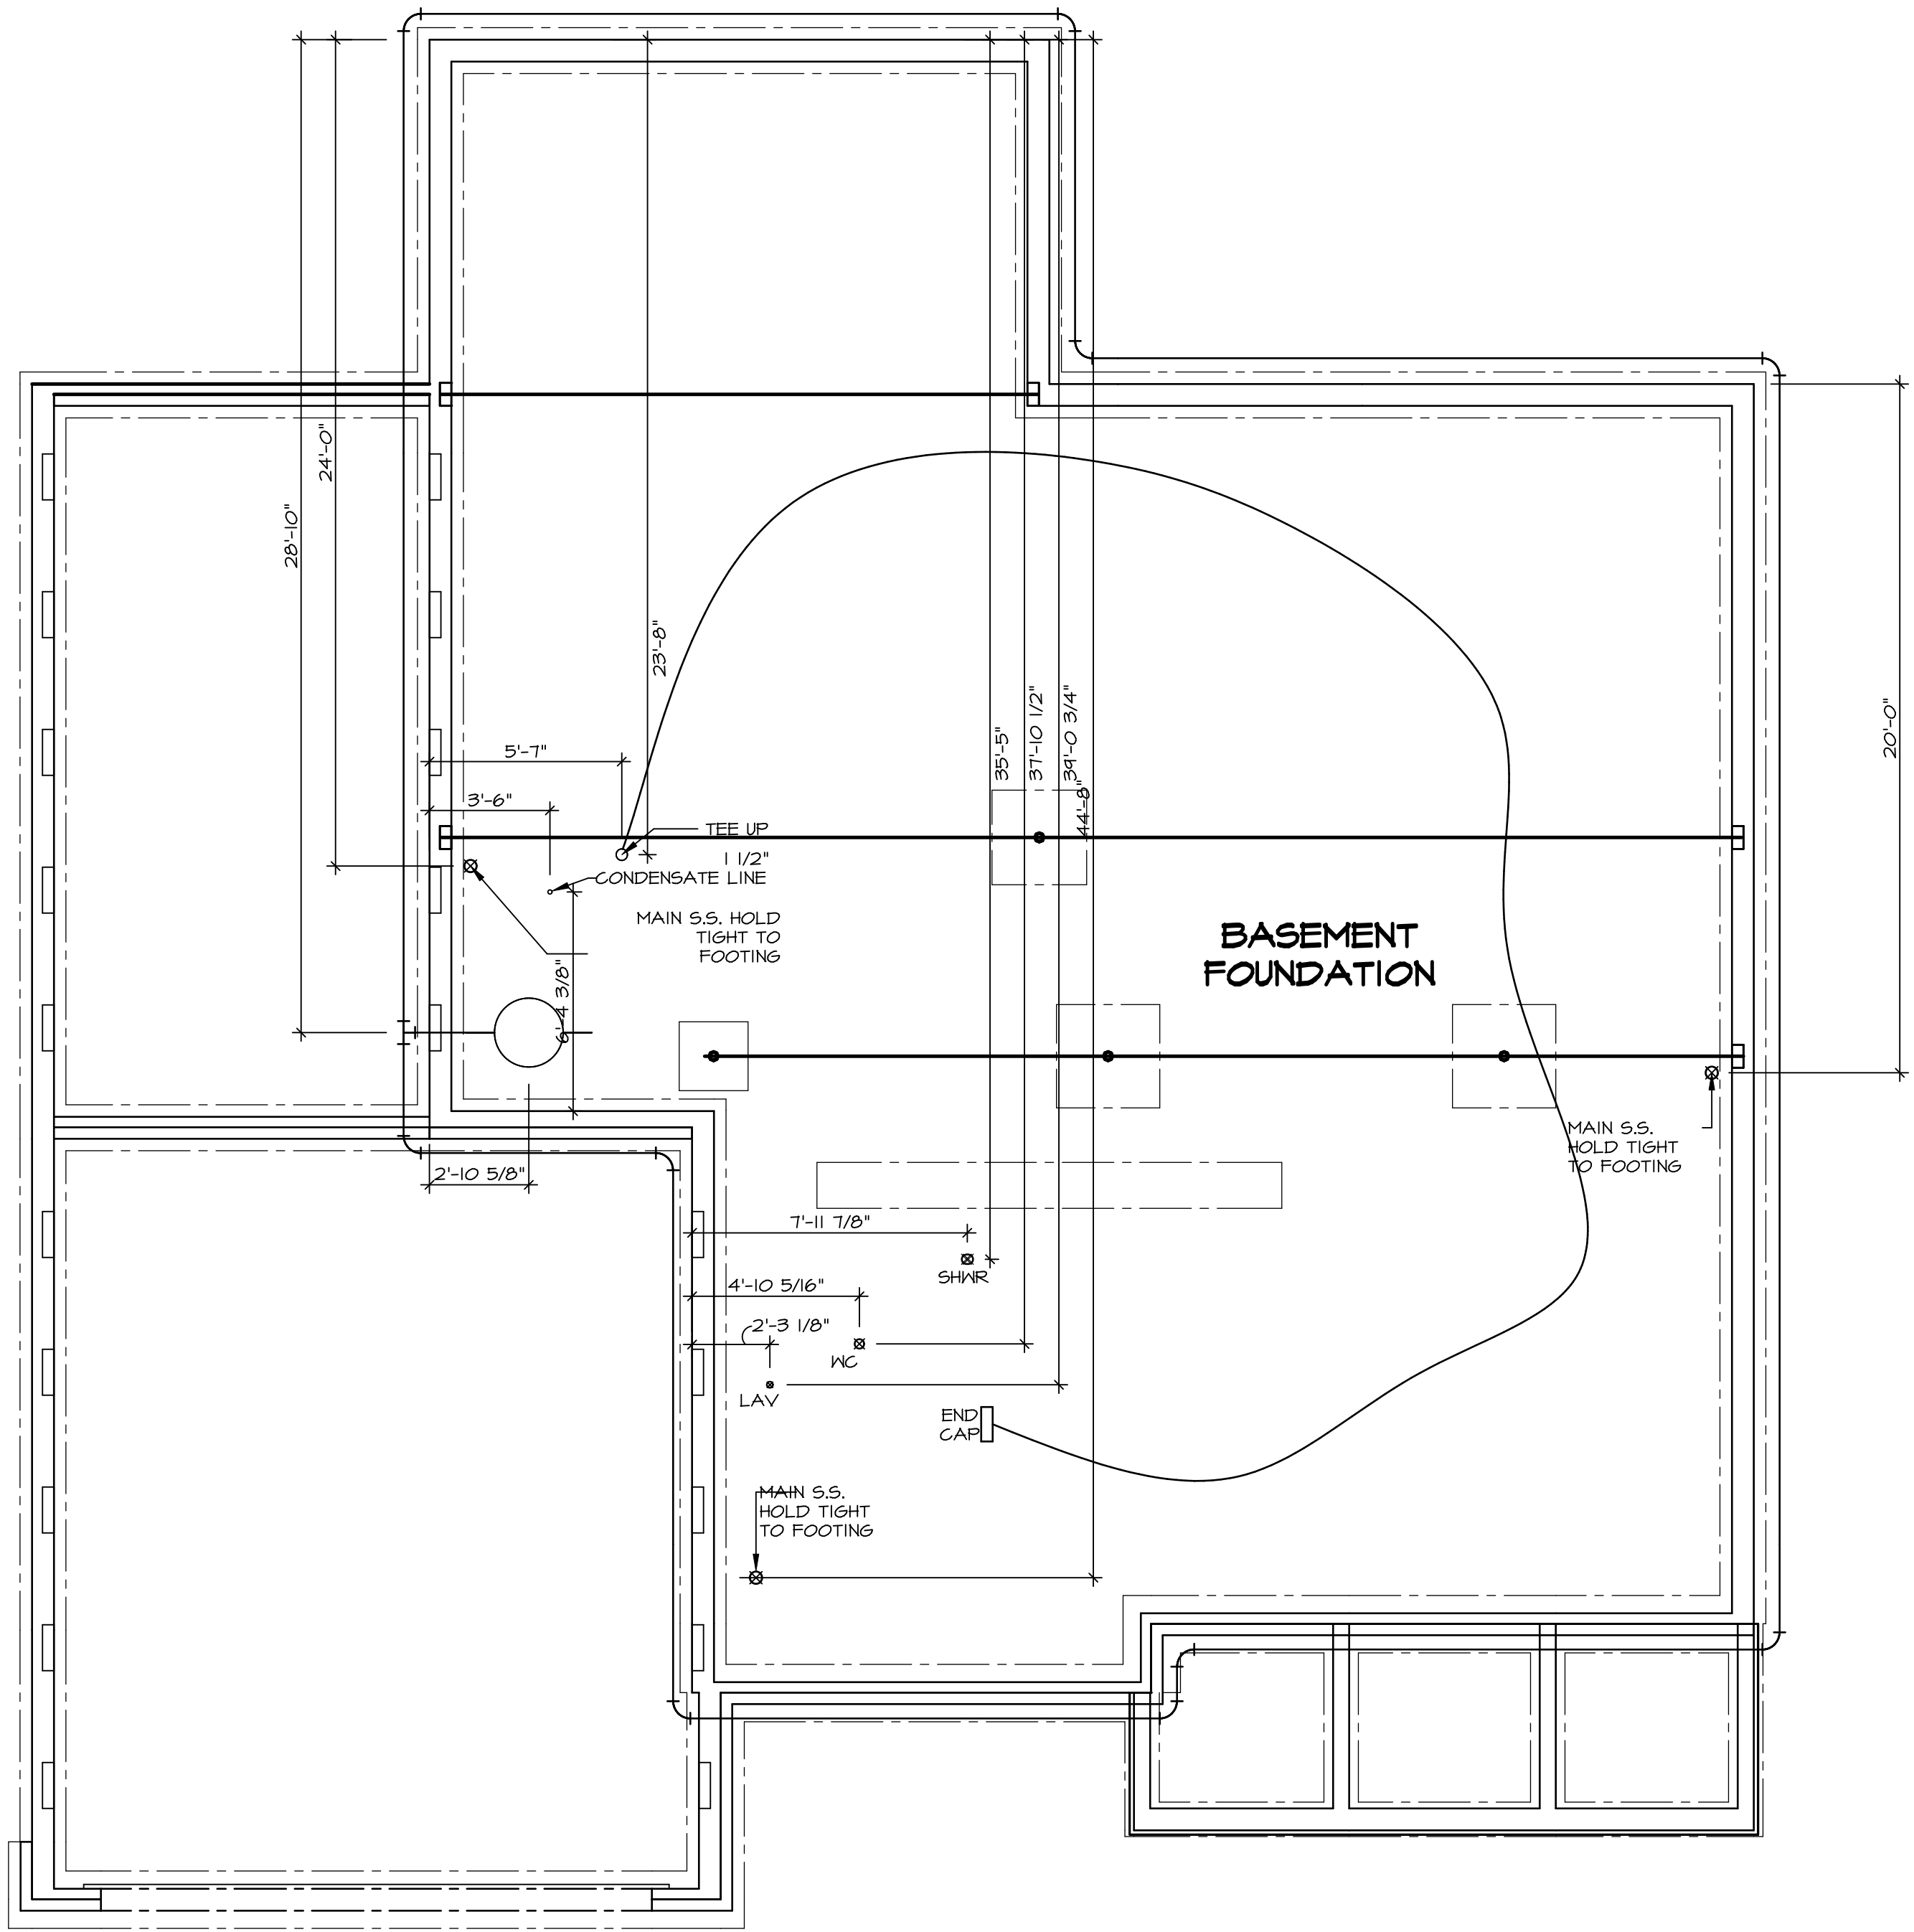 24'-0"
28'-10"
23'-8"
35'-5"
37'-10 1/2"
39'-0 3/4"
44'-8"
20'-0"
5'-7"
3'-6"
TEE UP
1 1/2"
CONDENSATE LINE
MAIN S.S. HOLD
TIGHT TO
FOOTING
6'-4 3/8"
BASEMENT
FOUNDATION
MAIN S.S.
HOLD TIGHT
TO FOOTING
2'-10 5/8"
7'-11 7/8"
SHWR
4'-10 5/16"
2'-3 1/8"
WC
LAV
END
CAP
MAIN S.S.
HOLD TIGHT
TO FOOTING